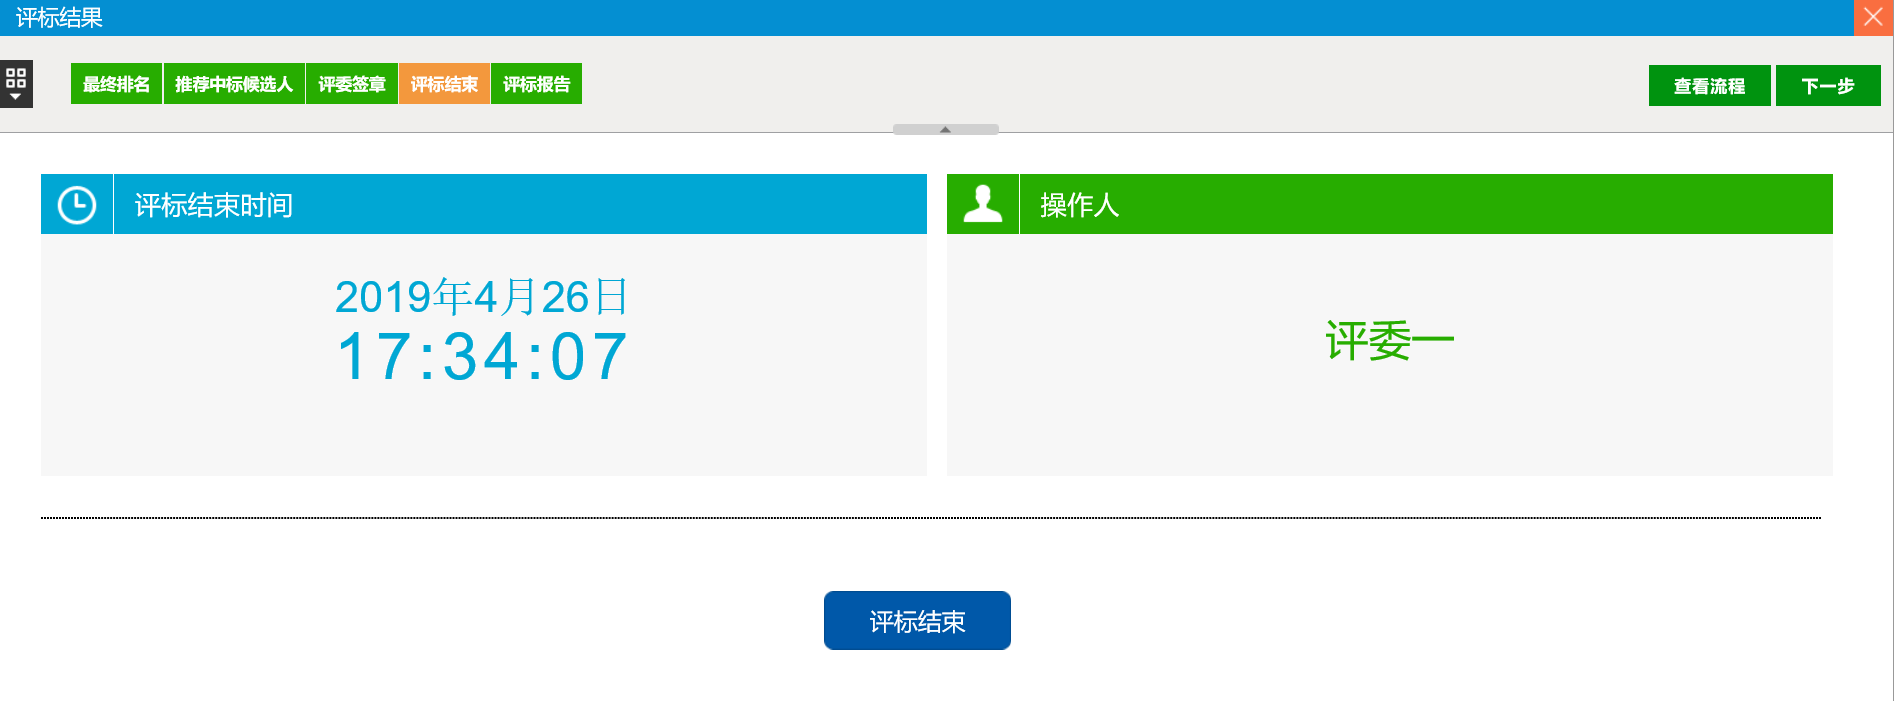 评标结果
最终排名 推荐中标候选人 评委签章 评标结束 评标报告 查看流程 下一步
评标结束时间
2019年4月26日
17:34:07
操作人
评委一
评标结束